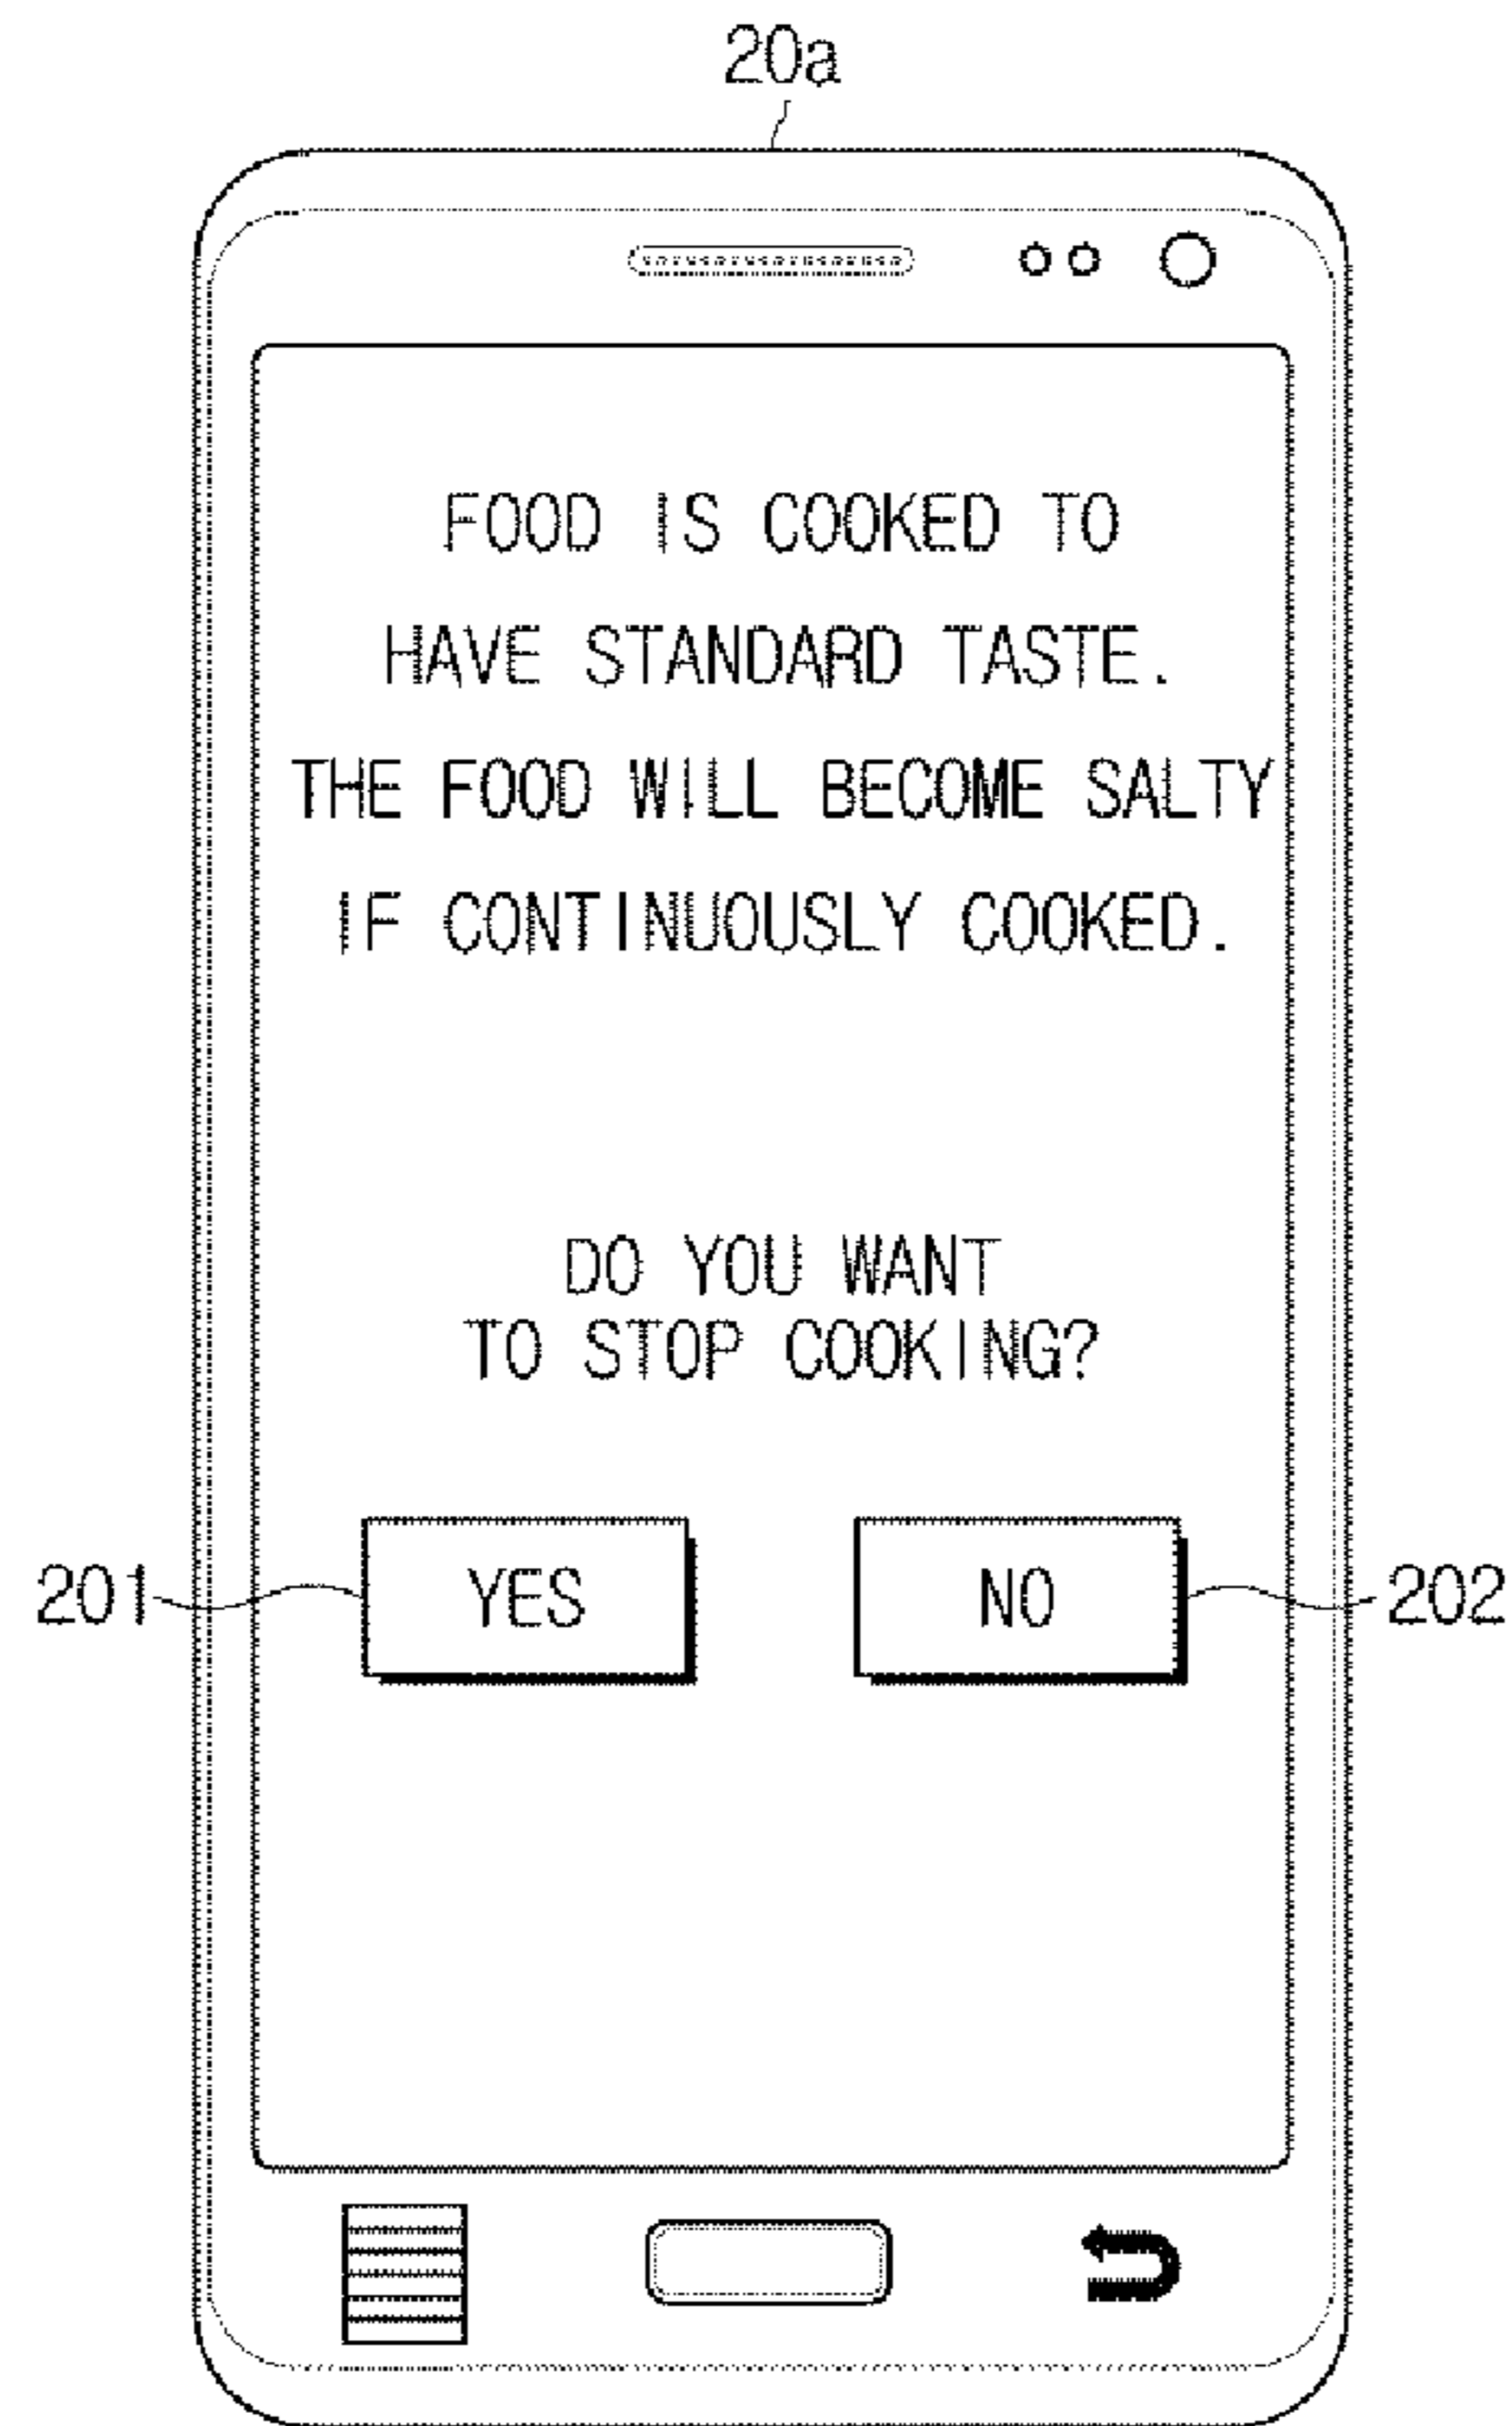 20a
FOOD IS COOKED TO
HAVE STANDARD TASTE.
THE FOOD WILL BECOME SALTY
IF CONTINUOUSLY COOKED.
DO YOU WANT
TO STOP COOKING?
201 YES NO 202